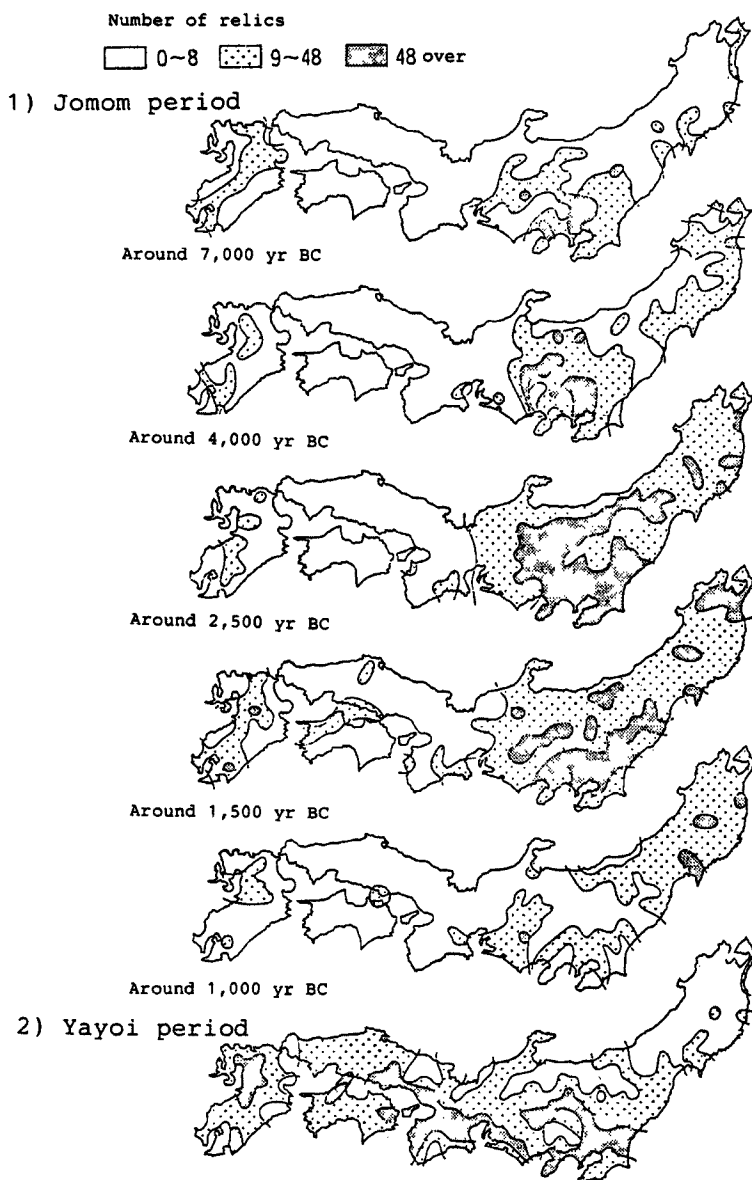 Number of relics
0~8 9~48 48 over
1) Jomom period
Around 7,000 yr BC
Around 4,000 yr BC
Around 2,500 yr BC
Around 1,500 yr BC
Around 1,000 yr BC
2) Yayoi period